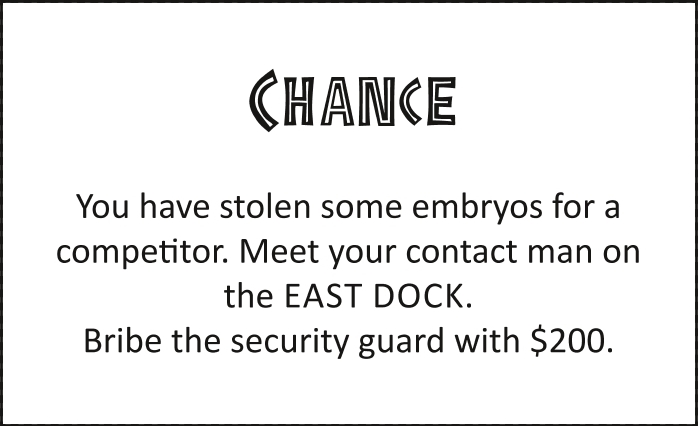 CHANCE
You have stolen some embryos for a
competitor. Meet your contact man on
the EAST DOCK.
Bribe the security guard with $200.